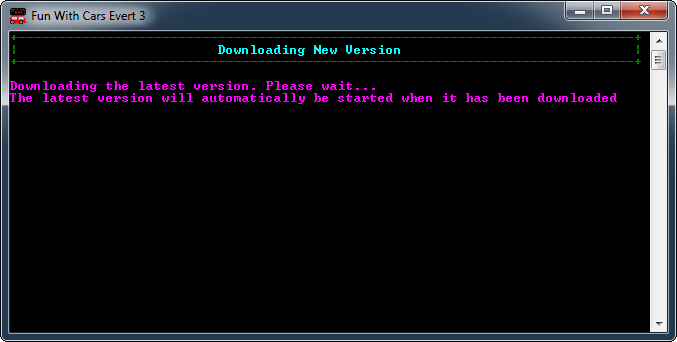 Fun With Cars Evert 3
Downloading New Version
Downloading the latest version. Please wait...
The latest version will automatically be started when it has been downloaded